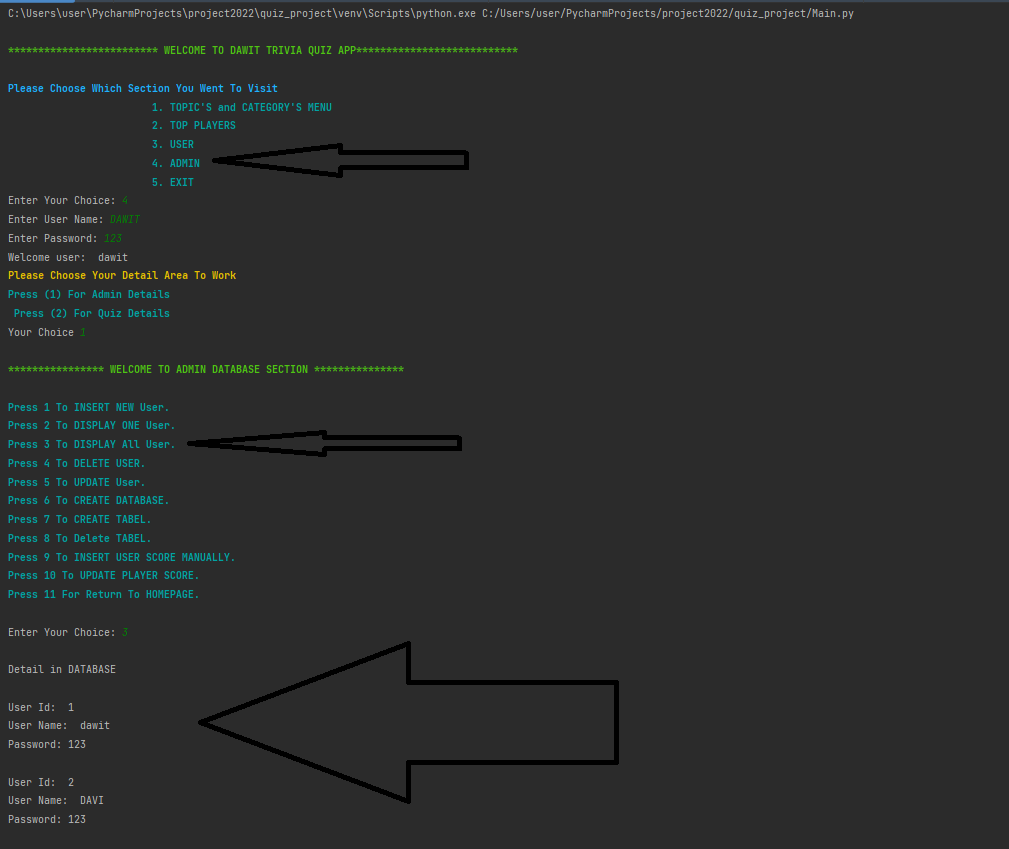 C:\Users\user\PycharmProjects\project2022\quiz_project\venv\Scripts\python.exe C:/Users/user/PycharmProjects/project2022/quiz_project/Main.py
************************* WELCOME TO DAWIT TRIVIA QUIZ APP***************************
Please Choose Which Section You Went To Visit
1. TOPIC'S and CATEGORY'S MENU
2. TOP PLAYERS
3. USER
4. ADMIN
5. EXIT
Enter Your Choice: 4
Enter User Name: DAWIT
Enter Password: 123
Welcome user:  dawit
Please Choose Your Detail Area To Work
Press (1) For Admin Details
Press (2) For Quiz Details
Your Choice 1
**************** WELCOME TO ADMIN DATABASE SECTION ***************
Press 1 To INSERT NEW User.
Press 2 To DISPLAY ONE User.
Press 3 To DISPLAY All User.
Press 4 To DELETE USER.
Press 5 To UPDATE User.
Press 6 To CREATE DATABASE.
Press 7 To CREATE TABEL.
Press 8 To Delete TABEL.
Press 9 To INSERT USER SCORE MANUALLY.
Press 10 To UPDATE PLAYER SCORE.
Press 11 For Return To HOMEPAGE.
Enter Your Choice: 3
Detail in DATABASE
User Id:  1
User Name:  dawit
Password: 123
User Id:  2
User Name:  DAVI
Password: 123